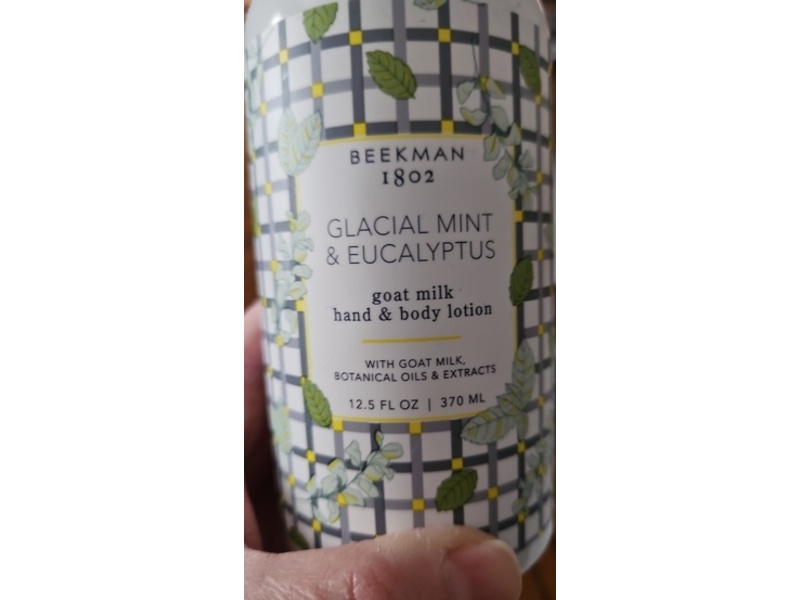 BEEKMAN
1802
GLACIAL MINT
& EUCALYPTUS
goat milk
hand & body lotion
WITH GOAT MILK,
BOTANICAL OILS & EXTRACTS
12.5 FL OZ | 370 ML